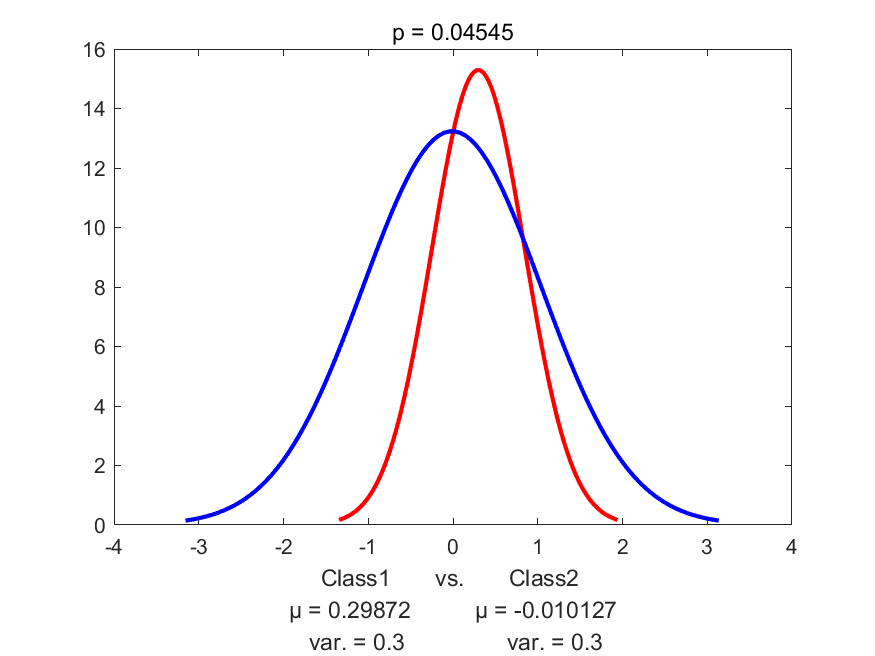 p = 0.04545
16
14
12
10
8
6
4
2
0
-4 -3 -2 -1 0 1 2 3 4
Class1 vs. Class2
μ = 0.29872 μ = -0.010127
var. = 0.3 var. = 0.3